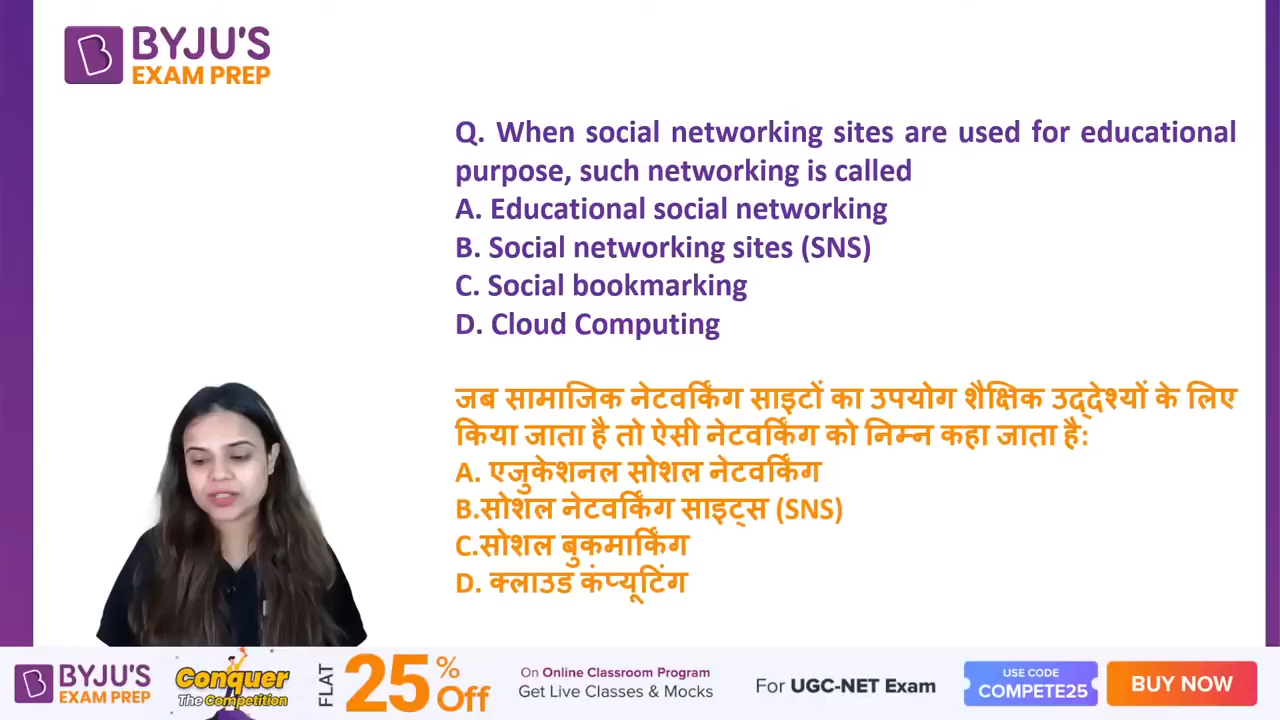 BYJU'S
EXAM PREP
Q. When social networking sites are used for educational
purpose, such networking is called
A. Educational social networking
B. Social networking sites (SNS)
C. Social bookmarking
D. Cloud Computing
जब सामाजिक नेटवर्किंग साइटों का उपयोग शैक्षिक उद्देश्यों के लिए
किया जाता है तो ऐसी नेटवर्किंग को निम्न कहा जाता है:
A. एजुकेशनल सोशल नेटवर्किंग
B.सोशल नेटवर्किंग साइट्स (SNS)
C.सोशल बुकमार्किंग
D. क्लाउड कंप्यूटिंग
BYJU'S
EXAM PREP
Conquer
The Competition
FLAT
25% Off
On Online Classroom Program
Get Live Classes & Mocks
For UGC-NET Exam
USE CODE
COMPETE25
BUY NOW